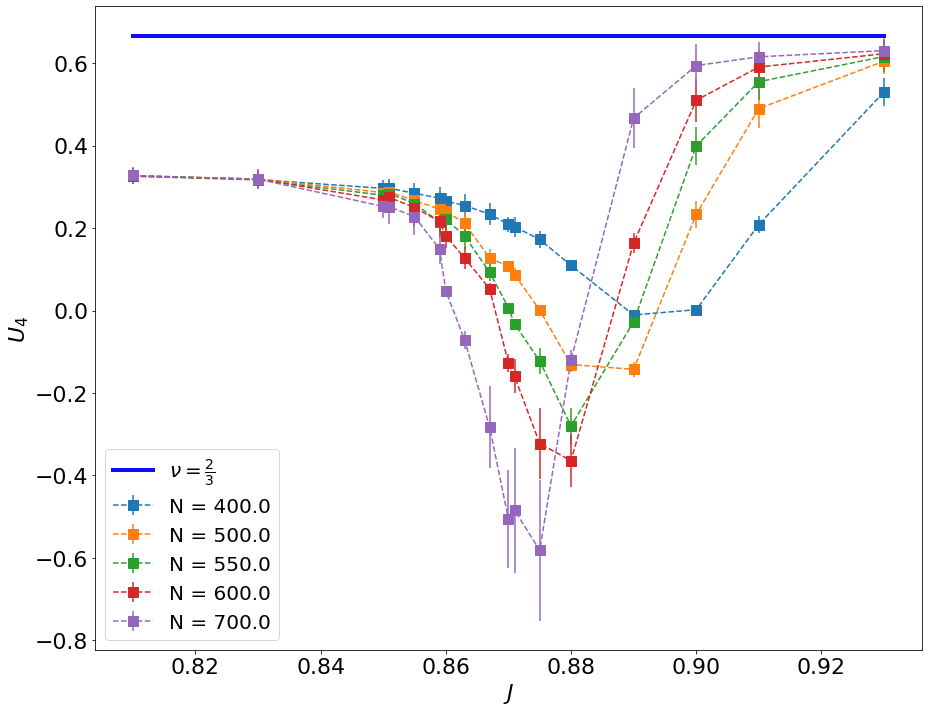 0.6
0.4
0.2
0.0
−0.2
−0.4
−0.6
−0.8
U₄
ν = 2/3
N = 400.0
N = 500.0
N = 550.0
N = 600.0
N = 700.0
0.82 0.84 0.86 0.88 0.90 0.92
J